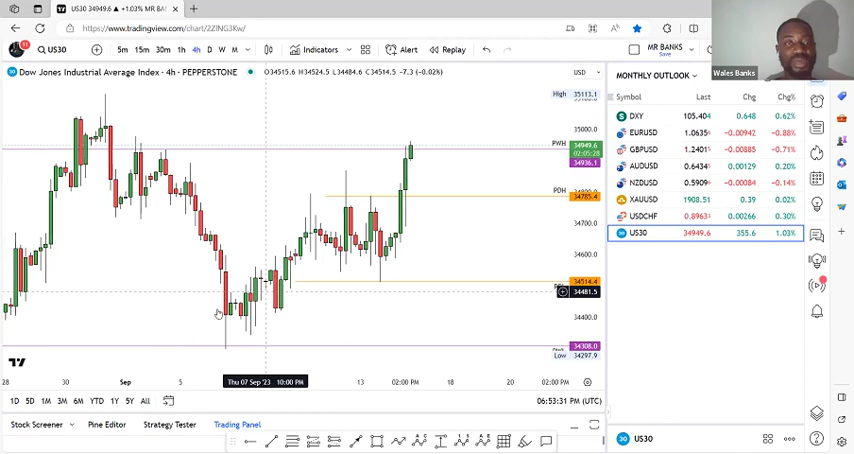 US30 34949.6 ▲ +1.03% MR BANKS
https://www.tradingview.com/chart/2ZlNG3Kw/
US30
5m 15m 30m 1h 4h D W M
Indicators
Alert
Replay
MR BANKS
Save
Dow Jones Industrial Average Index · 4h · PEPPERSTONE
O34515.6 H34524.5 L34484.6 C34514.5 -7.3 (-0.02%)
USD
Wales Banks
High 35113.1
35000.0
PWH 34949.6
02:05:28
34936.1
PDH
34785.4
34700.0
34600.0
34514.4
34481.5
34400.0
34308.0
Low 34297.9
28 30 Sep 5 Thu 07 Sep '23 10:00 PM 13 02:00 PM 18 20 02:00 PM
1D 5D 1M 3M 6M YTD 1Y 5Y All
06:53:31 PM (UTC)
Stock Screener Pine Editor Strategy Tester Trading Panel
MONTHLY OUTLOOK
Symbol Last Chg Chg%
DXY 105.404 0.648 0.62%
EURUSD 1.0635 -0.00942 -0.88%
GBPUSD 1.2401 -0.00885 -0.71%
AUDUSD 0.6434 0.00129 0.20%
NZDUSD 0.5909 -0.00084 -0.14%
XAUUSD 1908.51 0.39 0.02%
USDCHF 0.8963 0.00266 0.30%
US30 34949.6 355.6 1.03%
US30